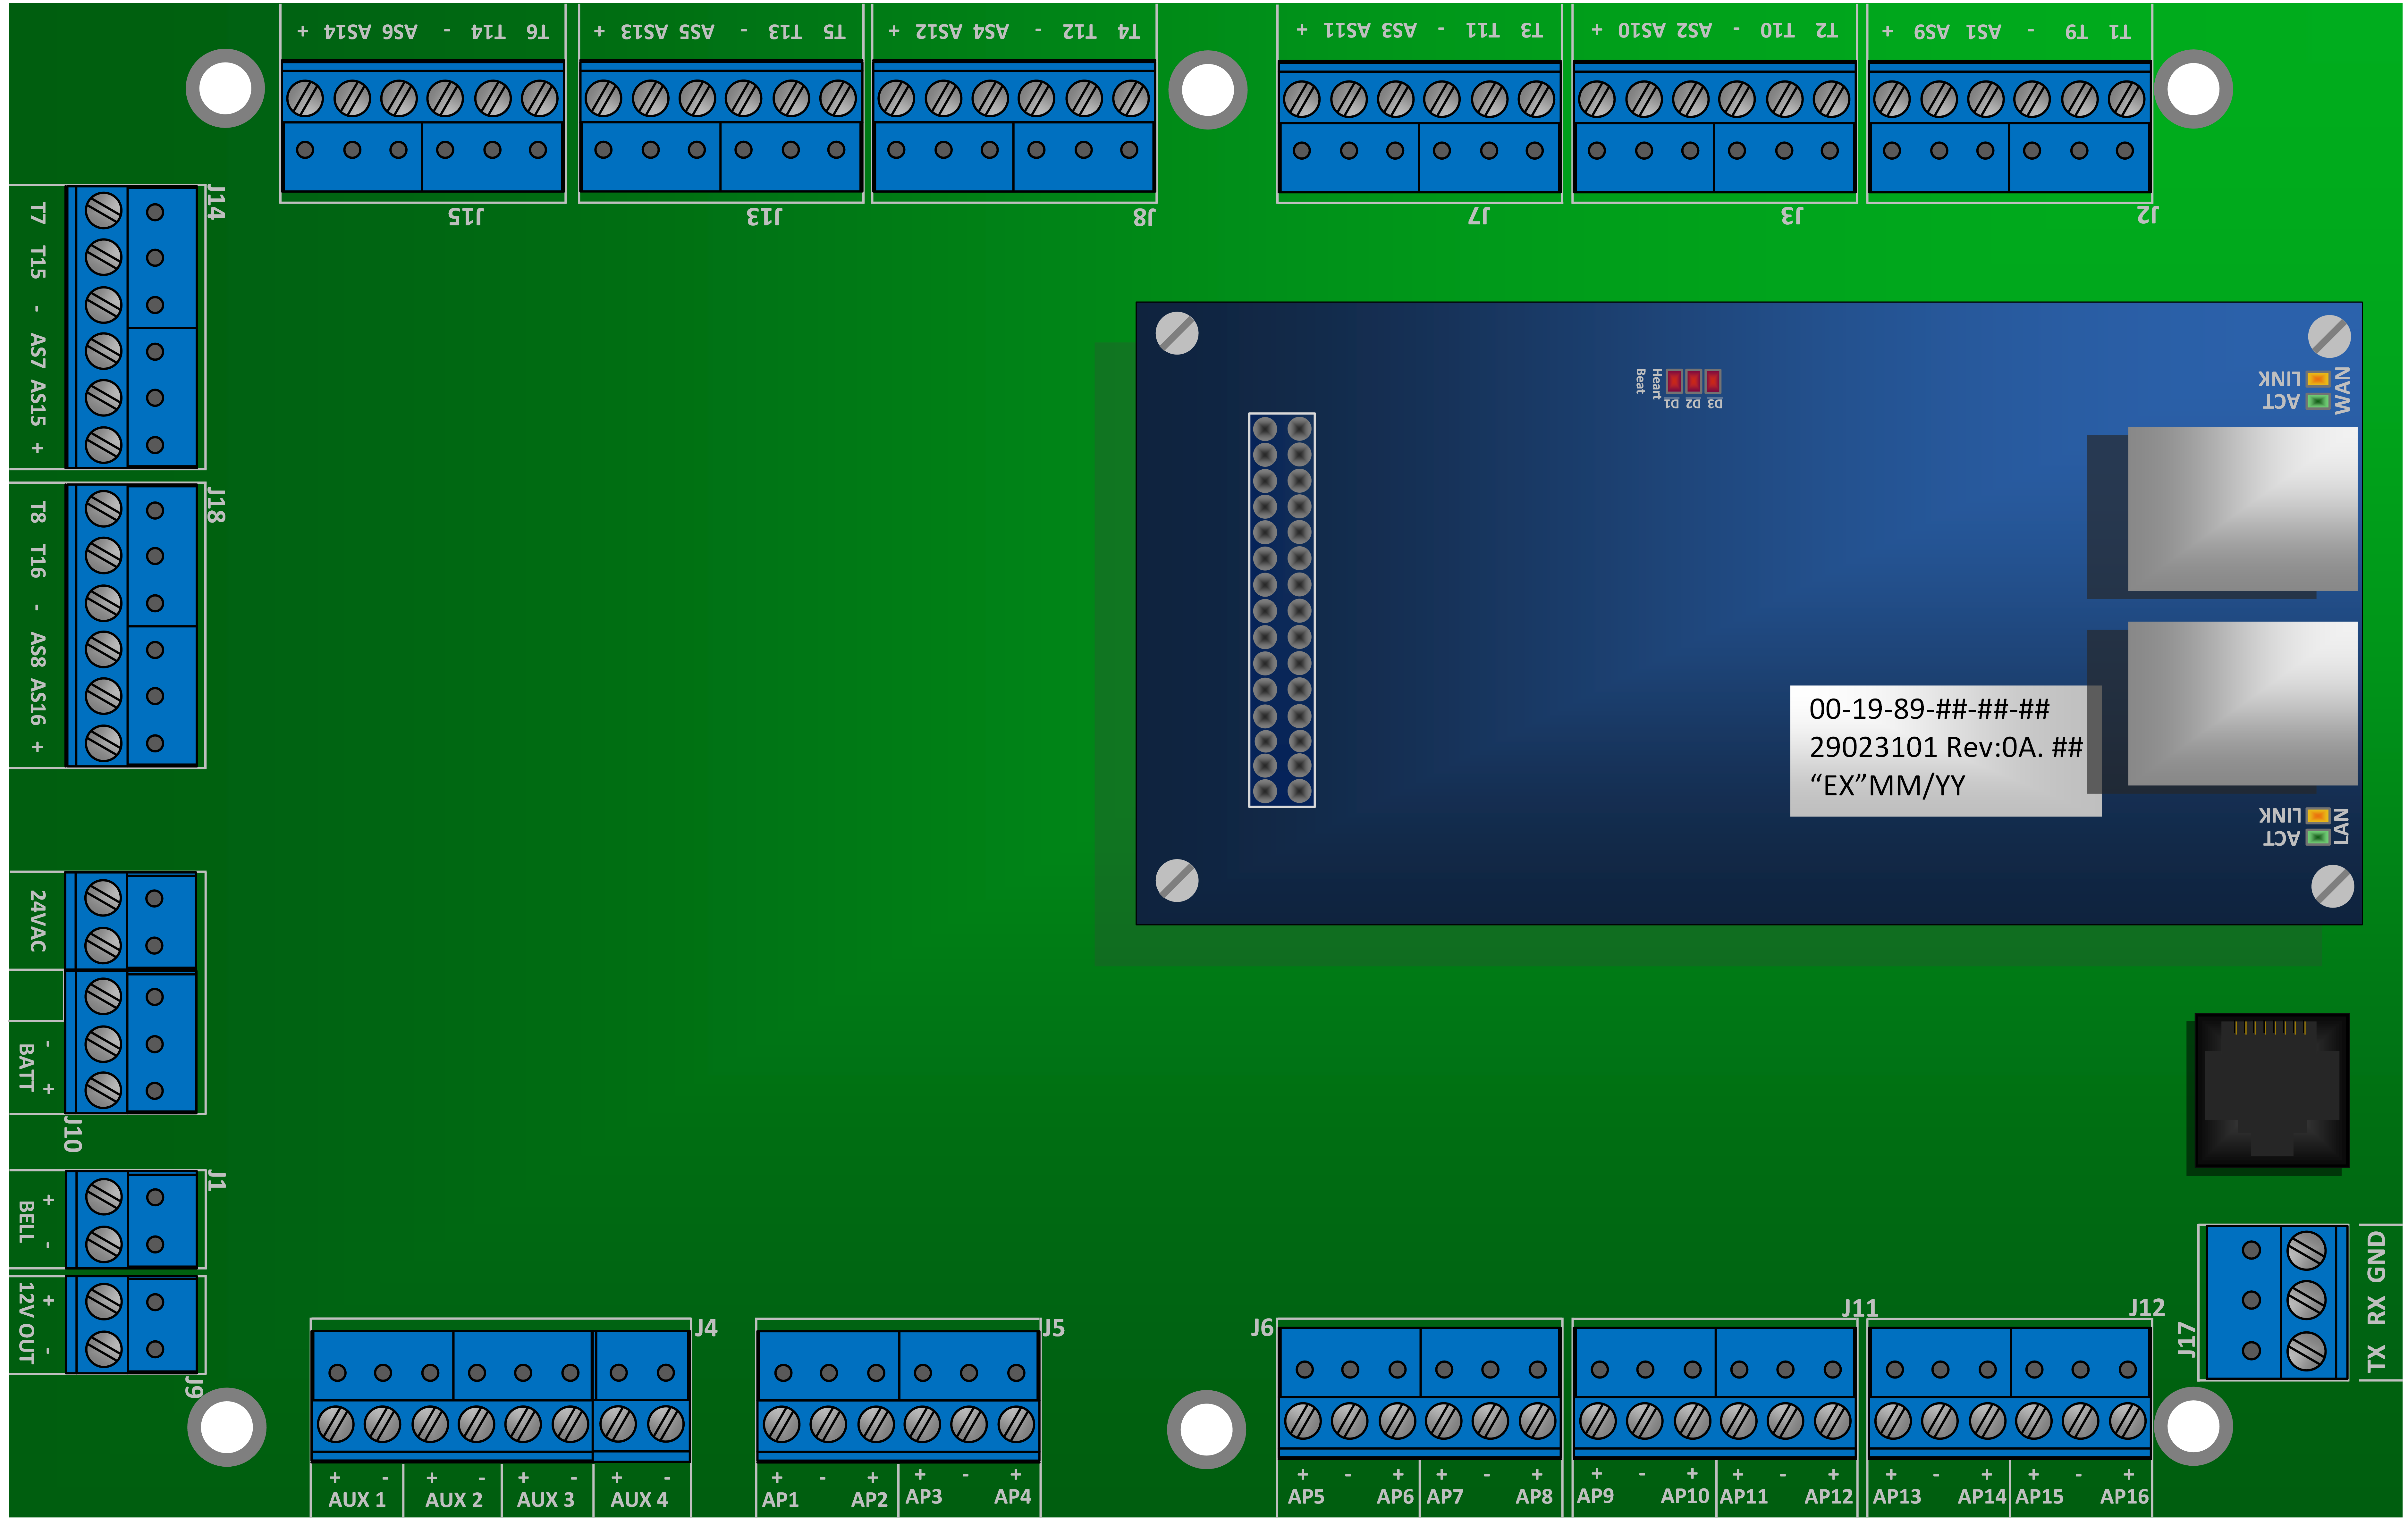 + AS14 AS6 - T14 T6
+ AS13 AS5 - T13 T5
+ AS12 AS4 - T12 T4
+ AS11 AS3 - T11 T3
+ AS10 AS2 - T10 T2
+ AS9 AS1 - T9 T1
J15
J13
J8
J7
J3
J2
J14
T7 T15 - AS7 AS15 +
J18
T8 T16 - AS8 AS16 +
Heart
Beat
D1 D2 D3
WAN
LINK
ACT
00-19-89-##-##-##
29023101 Rev:0A. ##
“EX”MM/YY
LAN
LINK
ACT
24VAC
- +
BATT
J10
J1
+ -
BELL
+ -
12V OUT
J9
J4
+ - + - + - + -
AUX 1 AUX 2 AUX 3 AUX 4
J5
+ - + + - +
AP1 AP2 AP3 AP4
J6
+ - + + - +
AP5 AP6 AP7 AP8
J11
+ - + + - +
AP9 AP10 AP11 AP12
J12
+ - + + - +
AP13 AP14 AP15 AP16
J17
TX RX GND